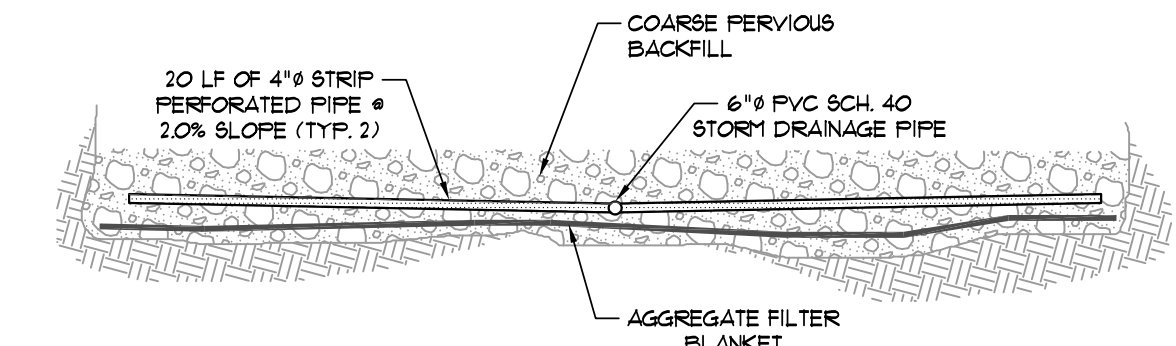 COARSE PERVIOUS
BACKFILL
20 LF OF 4"Ø STRIP
PERFORATED PIPE @
2.0% SLOPE (TYP. 2)
6"Ø PVC SCH. 40
STORM DRAINAGE PIPE
AGGREGATE FILTER
BLANKET